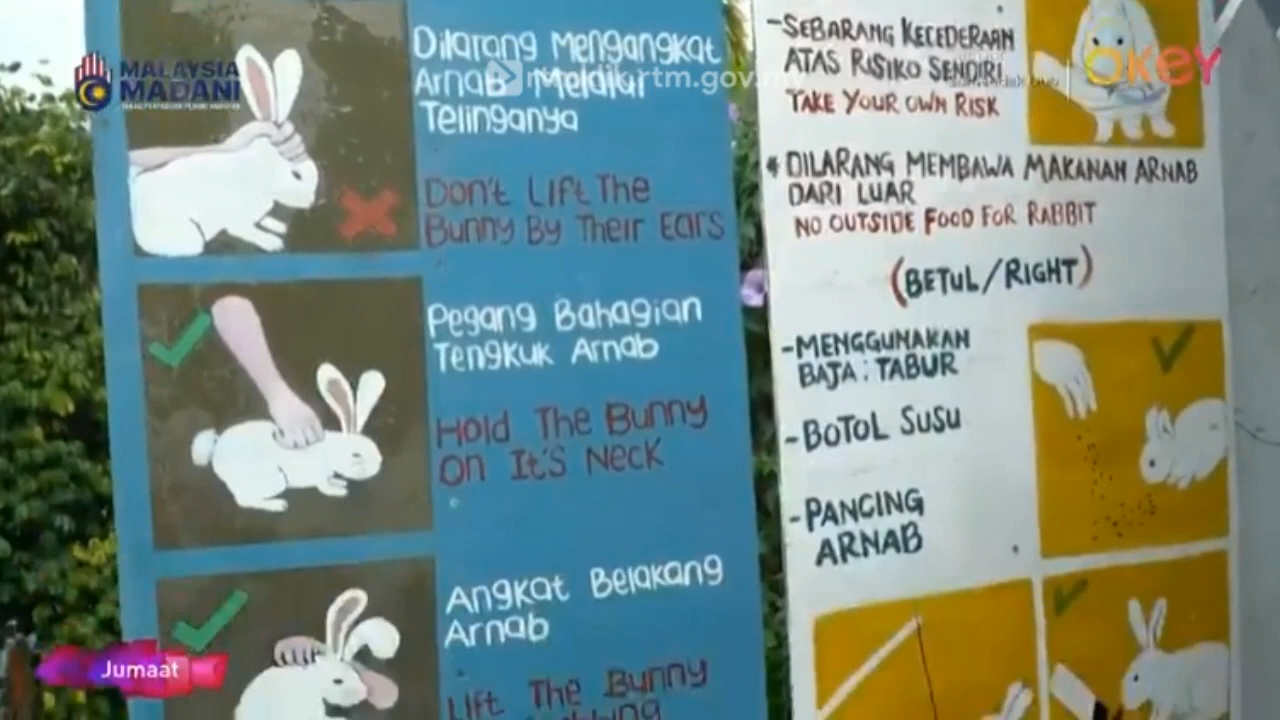 MALAYSIA
MADANI
Dilarang Mengangkat
Arnab Melalui
Telinganya
Don't Lift The
Bunny By Their Ears
Pegang Bahagian
Tengkuk Arnab
Hold The Bunny
On It's Neck
Angkat Belakang
Arnab
Lift The Bunny
-SEBARANG KECEDERAAN
ATAS RISIKO SENDIRI
TAKE YOUR OWN RISK
* DILARANG MEMBAWA MAKANAN ARNAB
DARI LUAR
NO OUTSIDE FOOD FOR RABBIT
(BETUL/RIGHT)
-MENGGUNAKAN
BAJA: TABUR
-BOTOL SUSU
-PANCING
ARNAB
OKEY
Jumaat